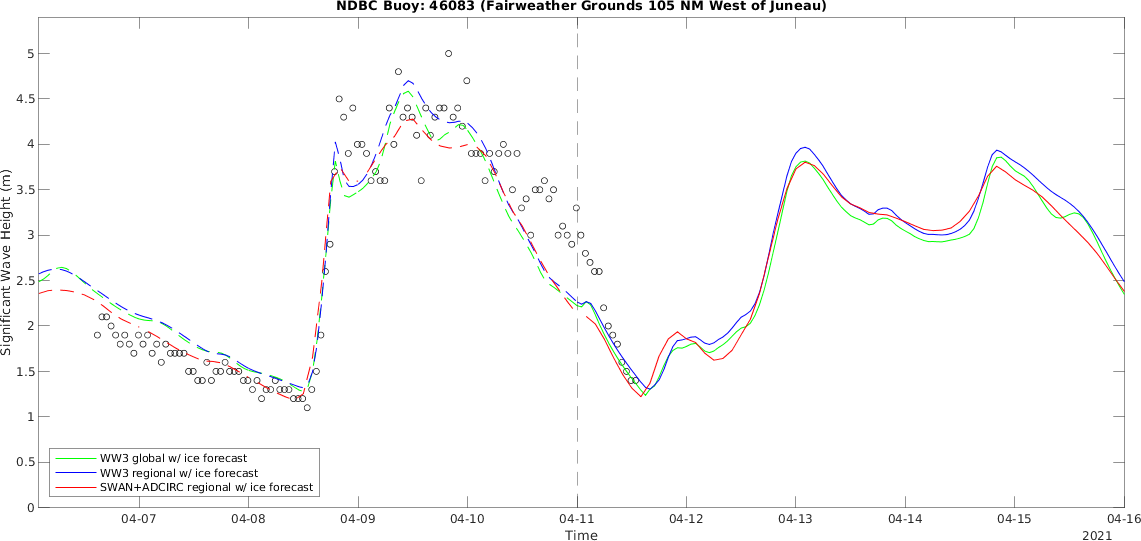 NDBC Buoy: 46083 (Fairweather Grounds 105 NM West of Juneau)
Significant Wave Height (m)
5
4.5
4
3.5
3
2.5
2
1.5
1
0.5
0
WW3 global w/ ice forecast
WW3 regional w/ ice forecast
SWAN+ADCIRC regional w/ ice forecast
04-07 04-08 04-09 04-10 04-11 04-12 04-13 04-14 04-15 04-16
Time
2021